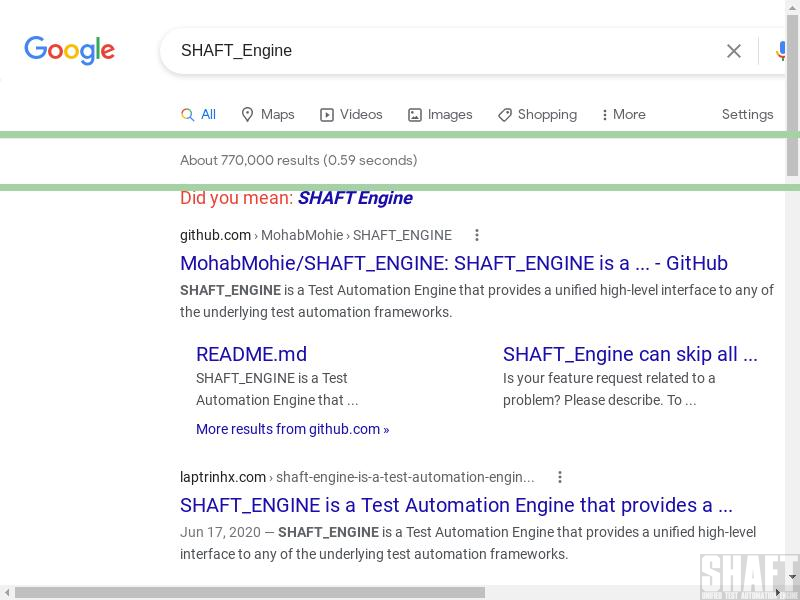 Google
SHAFT_Engine
All Maps Videos Images Shopping More Settings
About 770,000 results (0.59 seconds)
Did you mean: SHAFT Engine
github.com › MohabMohie › SHAFT_ENGINE
MohabMohie/SHAFT_ENGINE: SHAFT_ENGINE is a ... - GitHub
SHAFT_ENGINE is a Test Automation Engine that provides a unified high-level interface to any of
the underlying test automation frameworks.
README.md
SHAFT_ENGINE is a Test
Automation Engine that ...
SHAFT_Engine can skip all ...
Is your feature request related to a
problem? Please describe. To ...
More results from github.com »
laptrinhx.com › shaft-engine-is-a-test-automation-engin...
SHAFT_ENGINE is a Test Automation Engine that provides a ...
Jun 17, 2020 — SHAFT_ENGINE is a Test Automation Engine that provides a unified high-level
interface to any of the underlying test automation frameworks.
SHAFT